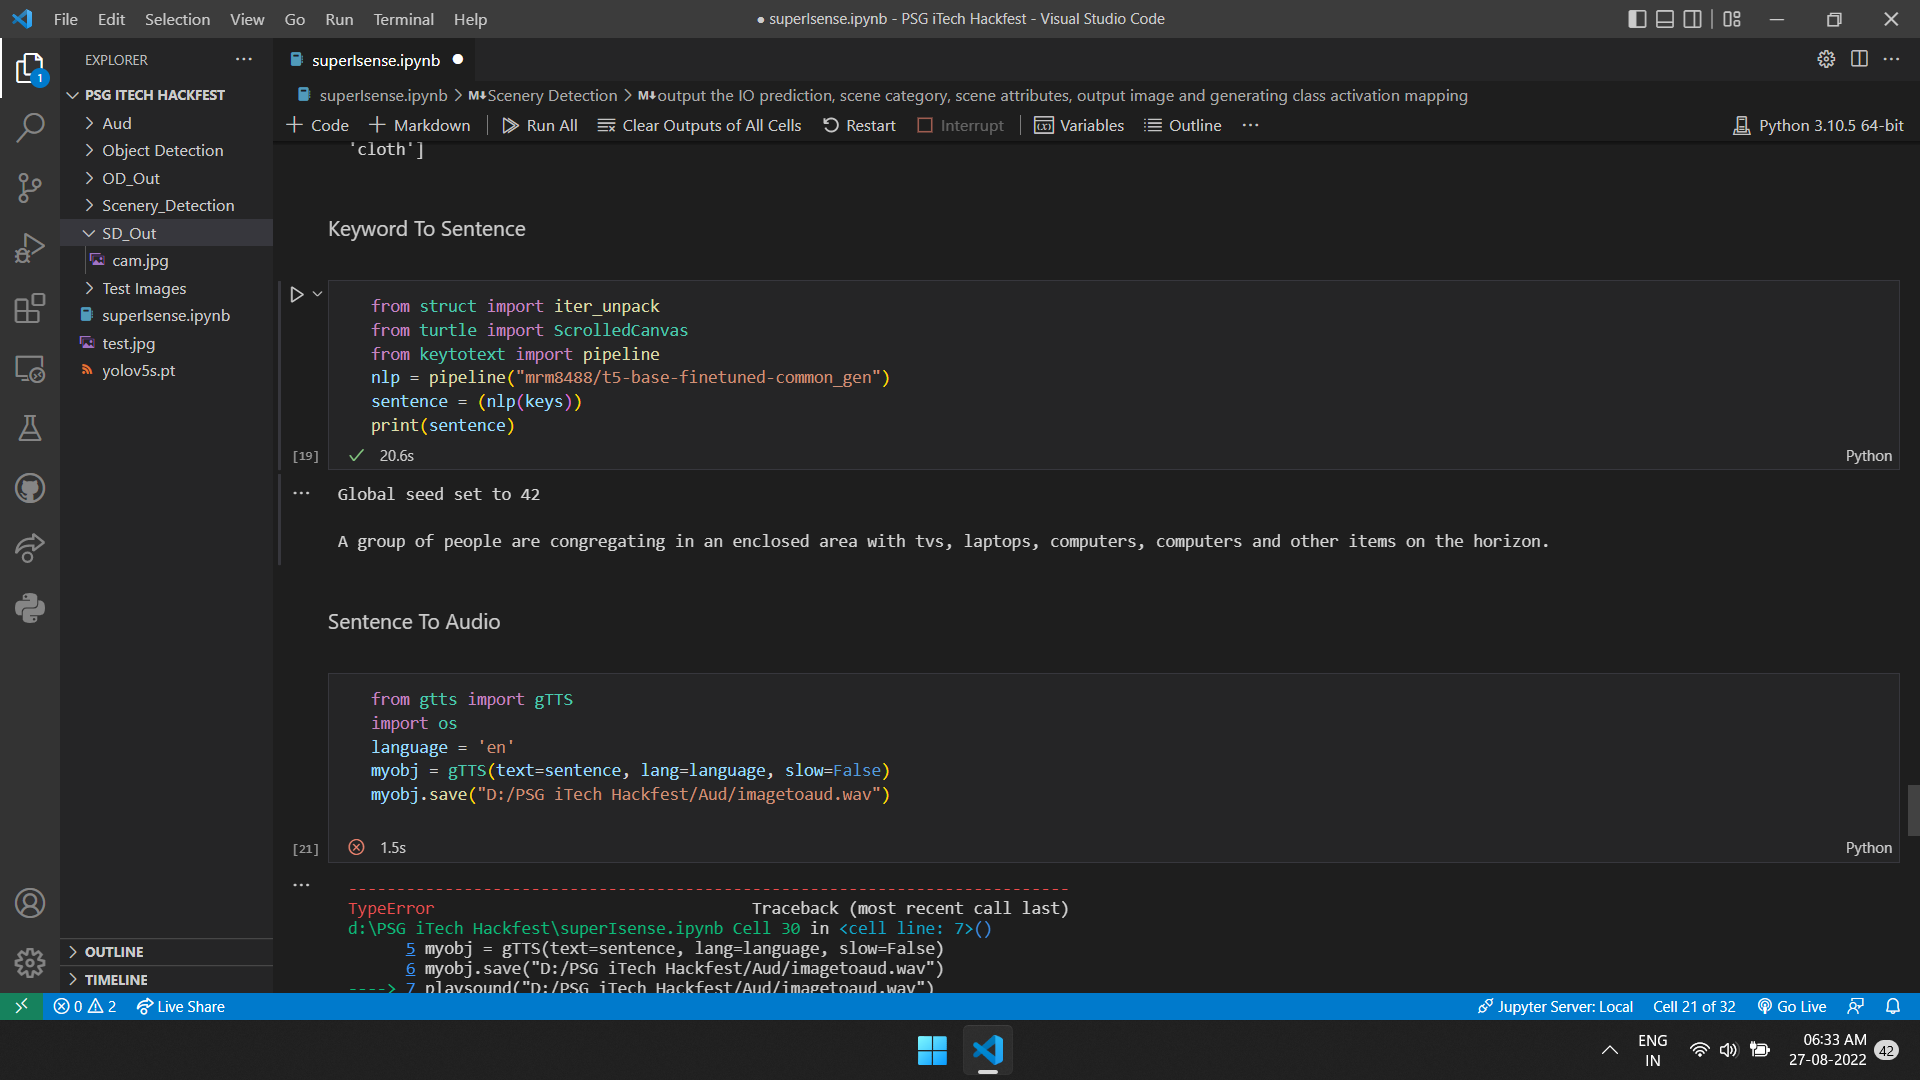 File Edit Selection View Go Run Terminal Help
● superIsense.ipynb - PSG iTech Hackfest - Visual Studio Code
EXPLORER
1
PSG ITECH HACKFEST
Aud
Object Detection
OD_Out
Scenery_Detection
SD_Out
cam.jpg
Test Images
superIsense.ipynb
test.jpg
yolov5s.pt
OUTLINE
TIMELINE
superIsense.ipynb
superIsense.ipynb > M↓Scenery Detection > M↓output the IO prediction, scene category, scene attributes, output image and generating class activation mapping
+ Code + Markdown Run All Clear Outputs of All Cells Restart Interrupt Variables Outline ... Python 3.10.5 64-bit
'cloth']
Keyword To Sentence
from struct import iter_unpack
from turtle import ScrolledCanvas
from keytotext import pipeline
nlp = pipeline("mrm8488/t5-base-finetuned-common_gen")
sentence = (nlp(keys))
print(sentence)
[19] 20.6s Python
Global seed set to 42
A group of people are congregating in an enclosed area with tvs, laptops, computers, computers and other items on the horizon.
Sentence To Audio
from gtts import gTTS
import os
language = 'en'
myobj = gTTS(text=sentence, lang=language, slow=False)
myobj.save("D:/PSG iTech Hackfest/Aud/imagetoaud.wav")
[21] 1.5s Python
---------------------------------------------------------------------------
TypeError Traceback (most recent call last)
d:\PSG iTech Hackfest\superIsense.ipynb Cell 30 in <cell line: 7>()
5 myobj = gTTS(text=sentence, lang=language, slow=False)
6 myobj.save("D:/PSG iTech Hackfest/Aud/imagetoaud.wav")
----> 7 playsound("D:/PSG iTech Hackfest/Aud/imagetoaud.wav")
0 2 Live Share Jupyter Server: Local Cell 21 of 32 Go Live
ENG
IN
06:33 AM
27-08-2022
42